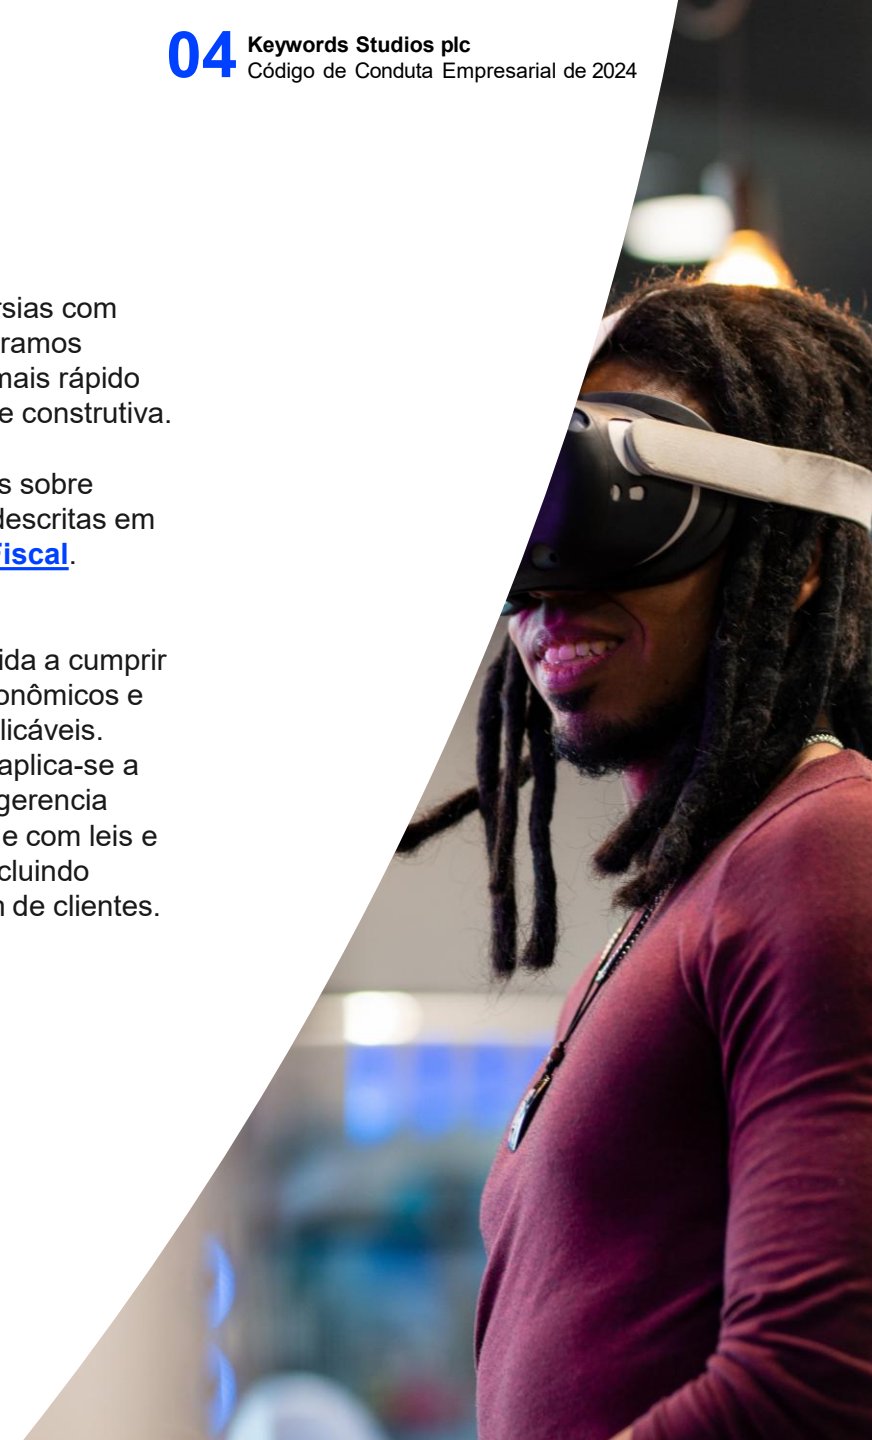 04
Keywords Studios plc
Código de Conduta Empresarial de 2024
rsias com
ramos
mais rápido
e construtiva.
s sobre
descritas em
Fiscal.
ida a cumprir
onômicos e
licáveis.
aplica-se a
gerencia
e com leis e
cluindo
de clientes.